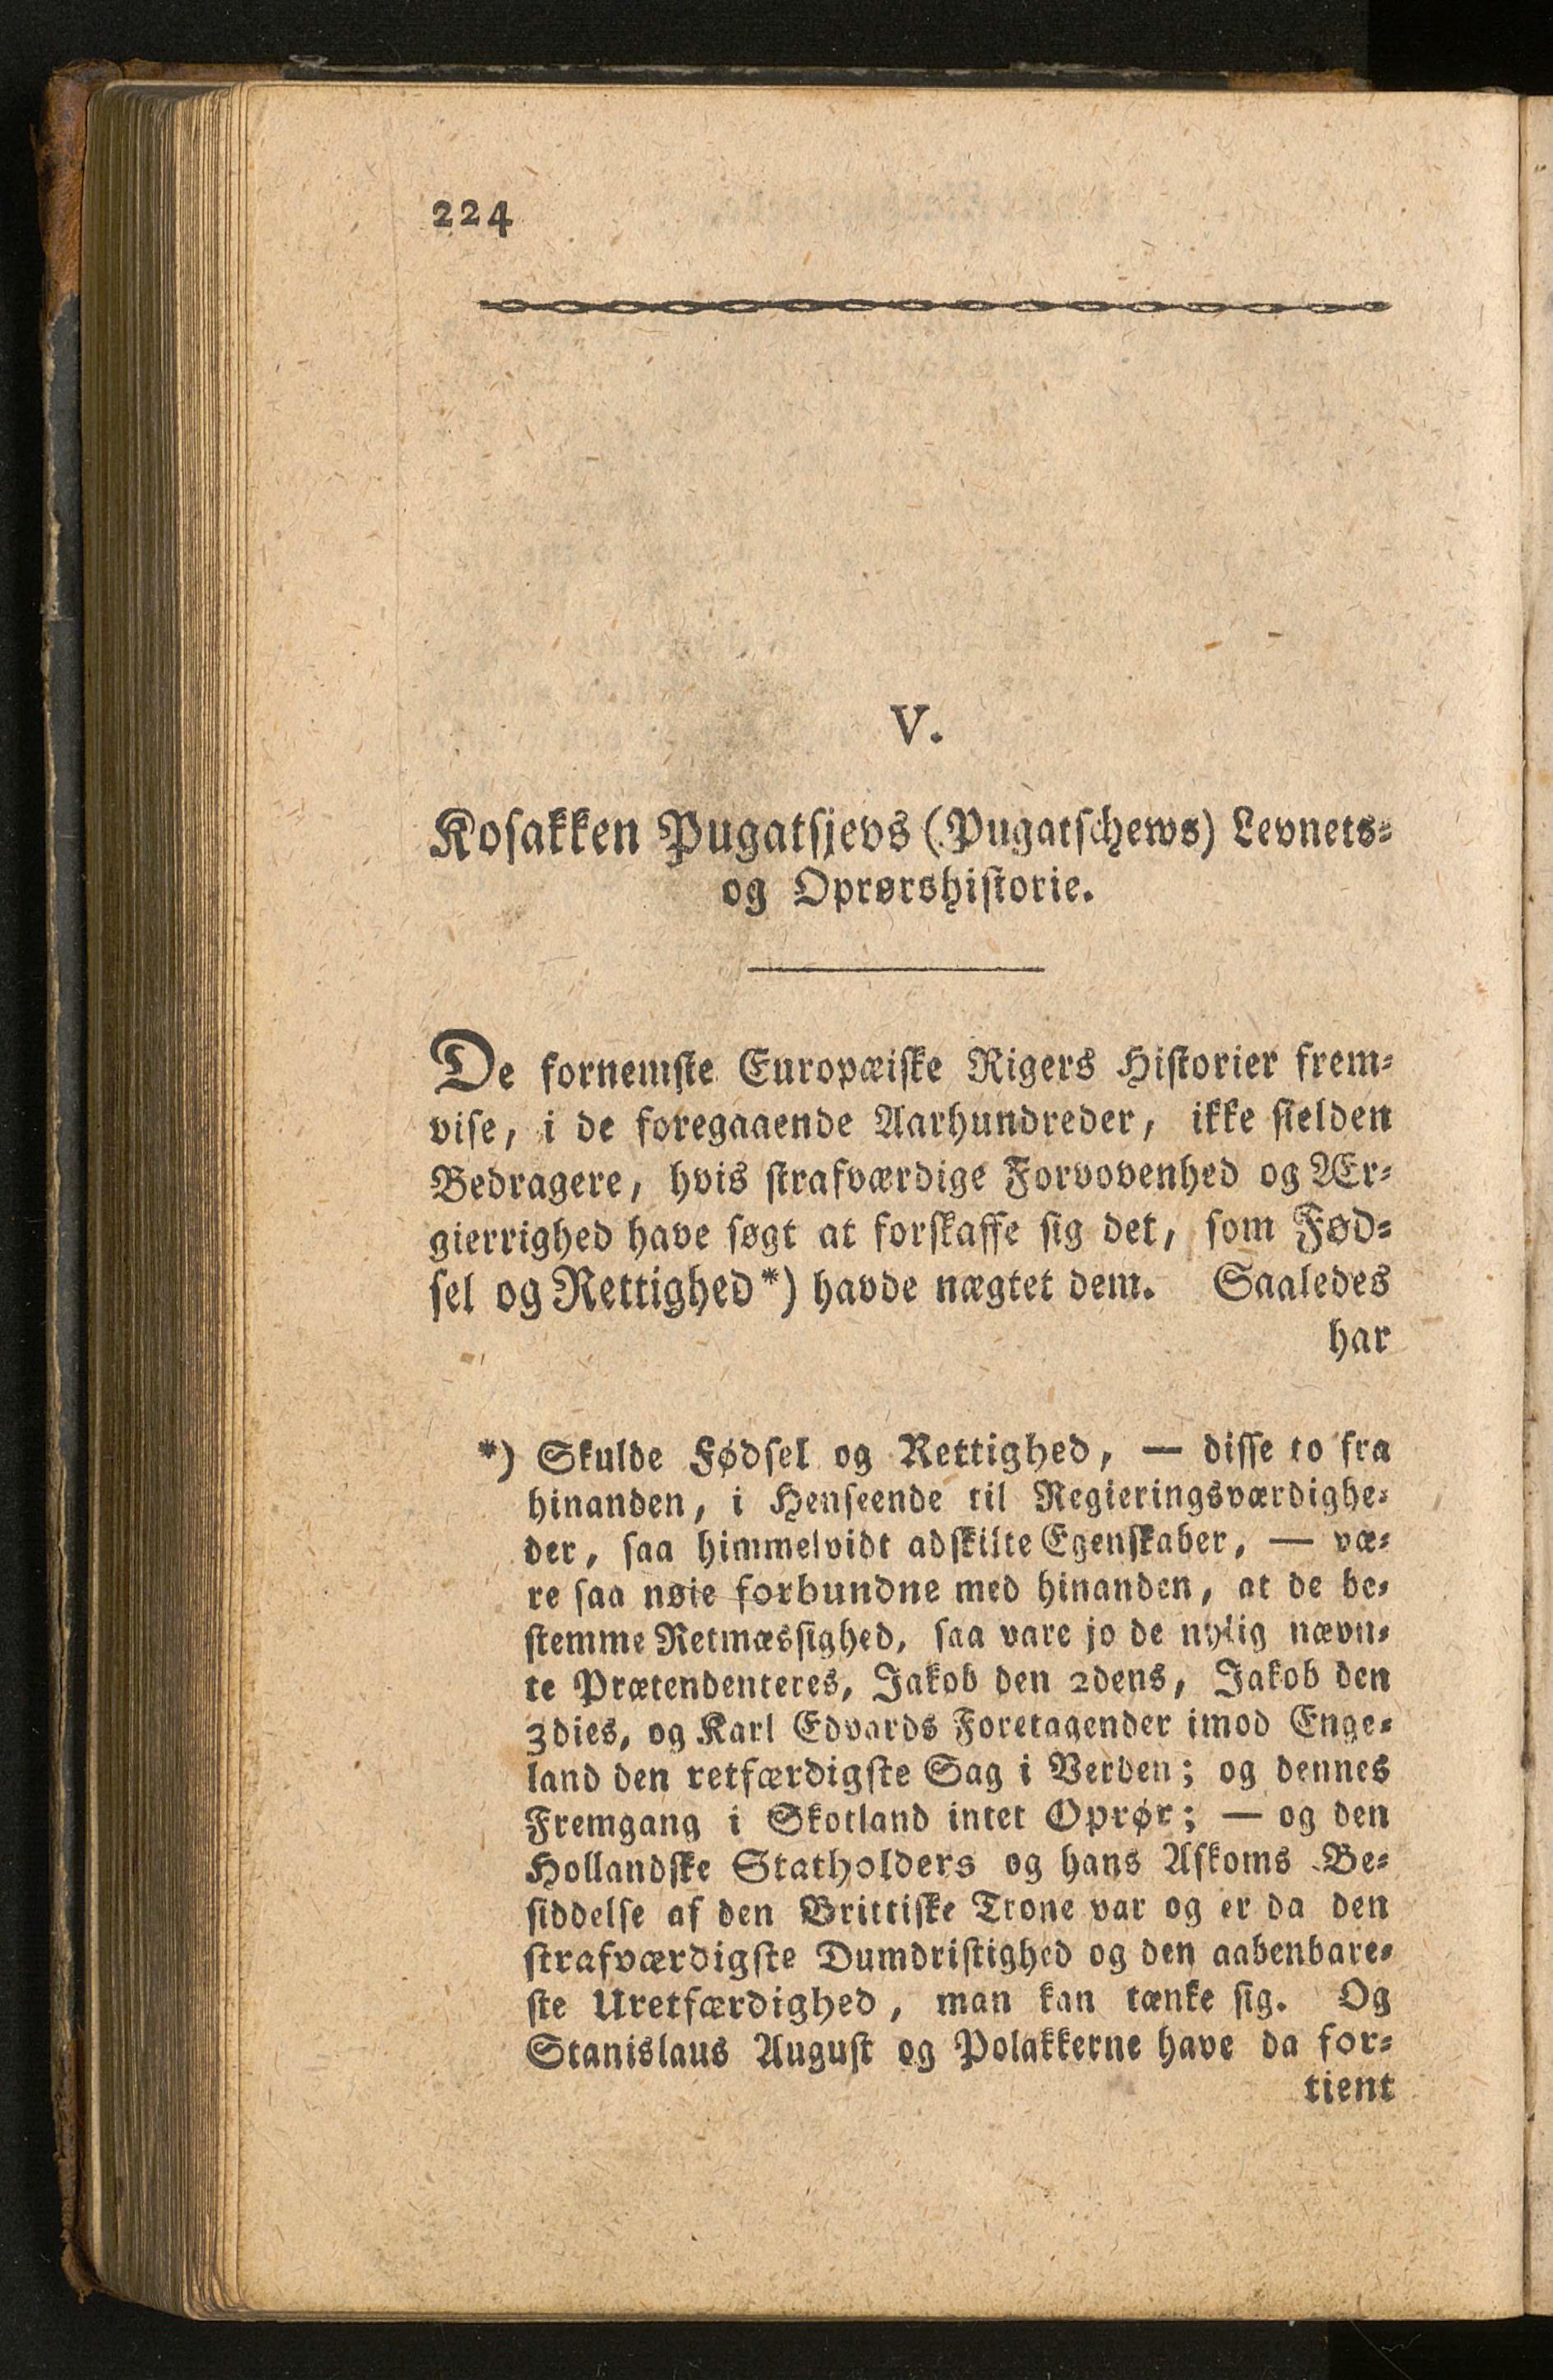 224
V.
Kosakken Pugatsjevs (Pugatschews) Levnets-
og Oprørshistorie.
De fornemste Europæiske Rigers Historier frem-
vise, i de foregaaende Aarhundreder, ikke sielden
Bedragere, hvis strafværdige Forvovenhed og Ær-
gierrighed have søgt at forskaffe sig det, som Fød-
sel og Rettighed*) havde nægtet dem. Saaledes
har
*) Skulde Fødsel og Rettighed, — disse to fra
hinanden, i Henseende til Regieringsværdighe-
der, saa himmelvidt adskilte Egenskaber, — væ-
re saa nøie forbundne med hinanden, at de be-
stemme Retmæssighed, saa vare jo de nylig nævn-
te Prætendenteres, Jakob den 2dens, Jakob den
3dies, og Karl Edvards Foretagender imod Enge-
land den retfærdigste Sag i Verden; og dennes
Fremgang i Skotland intet Oprør; — og den
Hollandske Statholders og hans Afkoms Be-
siddelse af den Brittiske Trone var og er da den
strafværdigste Dumdristighed og den aabenbare-
ste Uretfærdighed, man kan tænke sig. Og
Stanislaus August og Polakkerne have da for-
tient